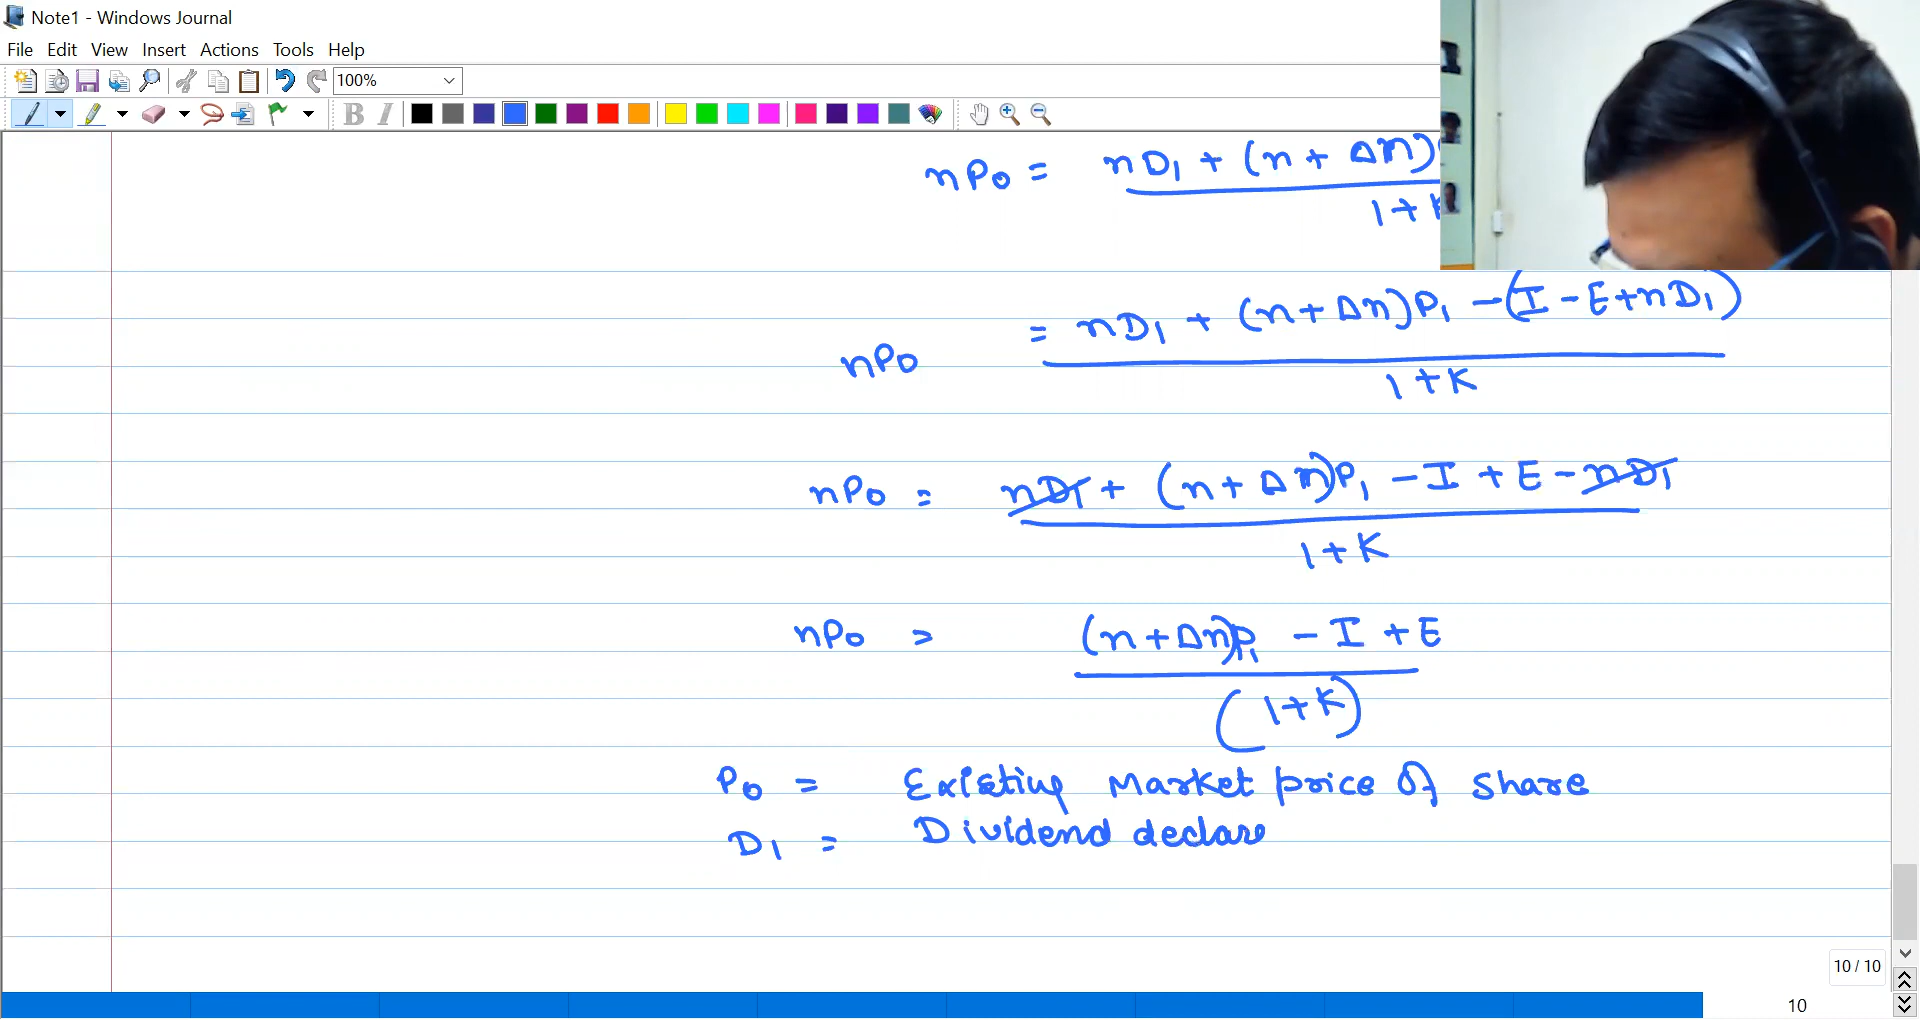 Note1 - Windows Journal
File Edit View Insert Actions Tools Help
100%
B I
nP₀ = nD₁ + (n + Δn)
1 +
nP₀ = nD₁ + (n+Δn)P₁ - (I - E + nD₁)
1 + K
nP₀ = nD₁ + (n + Δn)P₁ - I + E - nD₁
1 + K
nP₀ = (n + Δn)P₁ - I + E
(1+K)
P₀ = Existing Market price of share
D₁ = Dividend declare
10 / 10
10